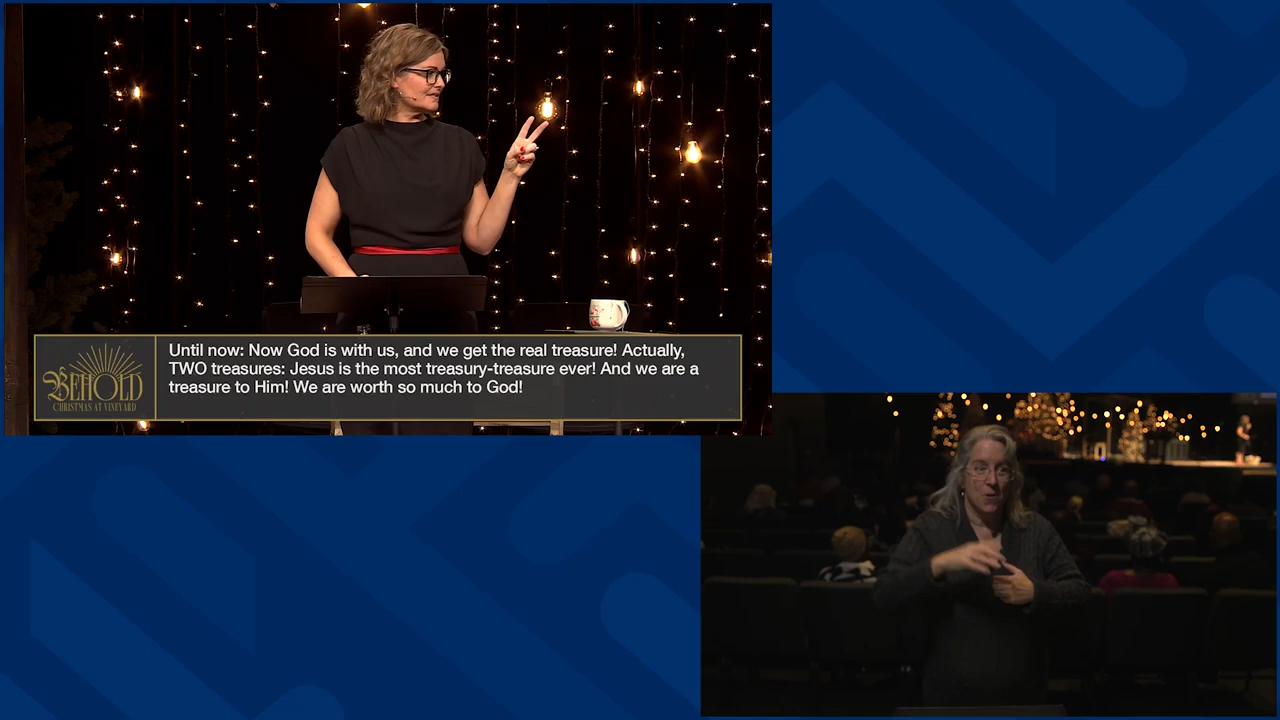 Until now: Now God is with us, and we get the real treasure! Actually,
TWO treasures: Jesus is the most treasury-treasure ever! And we are a
treasure to Him! We are worth so much to God!
BEHOLD
CHRISTMAS AT VINEYARD